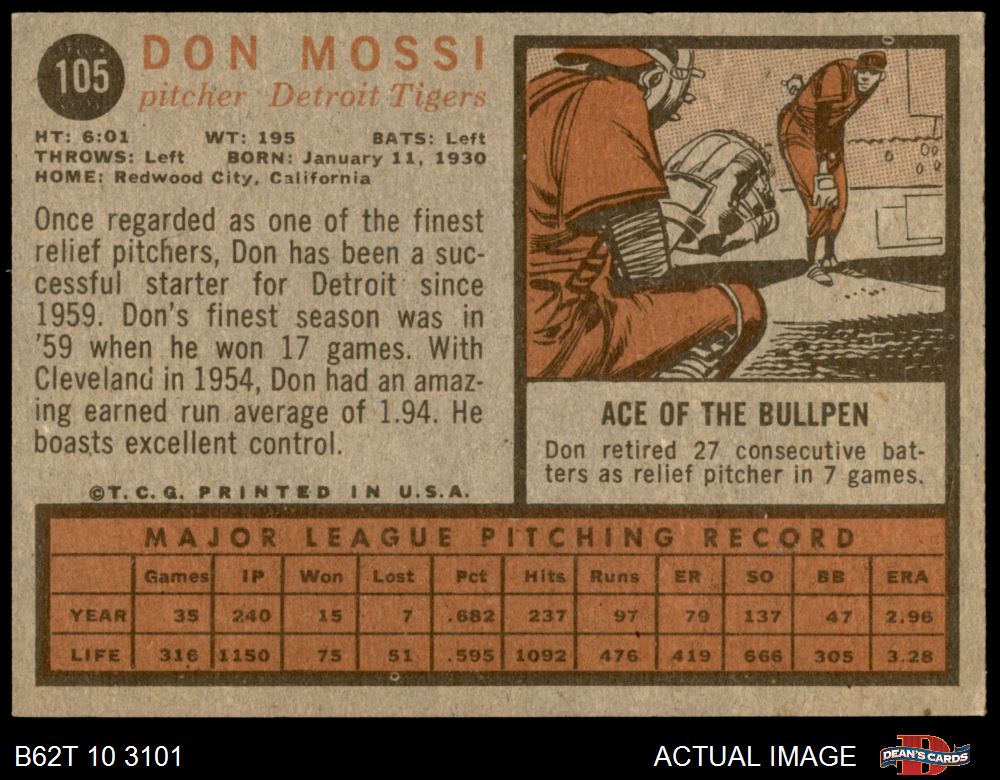 105
DON MOSSI
pitcher Detroit Tigers
HT: 6:01 WT: 195 BATS: Left
THROWS: Left BORN: January 11, 1930
HOME: Redwood City, California
Once regarded as one of the finest
relief pitchers, Don has been a suc-
cessful starter for Detroit since
1959. Don's finest season was in
'59 when he won 17 games. With
Cleveland in 1954, Don had an amaz-
ing earned run average of 1.94. He
boasts excellent control.
©T.C.G. PRINTED IN U.S.A.
ACE OF THE BULLPEN
Don retired 27 consecutive bat-
ters as relief pitcher in 7 games.
MAJOR LEAGUE PITCHING RECORD
Games IP Won Lost Pct Hits Runs ER SO BB ERA
YEAR 35 240 15 7 .682 237 97 79 137 47 2.96
LIFE 316 1150 75 51 .595 1092 476 419 666 305 3.28
B62T 10 3101 ACTUAL IMAGE DEAN'S CARDS